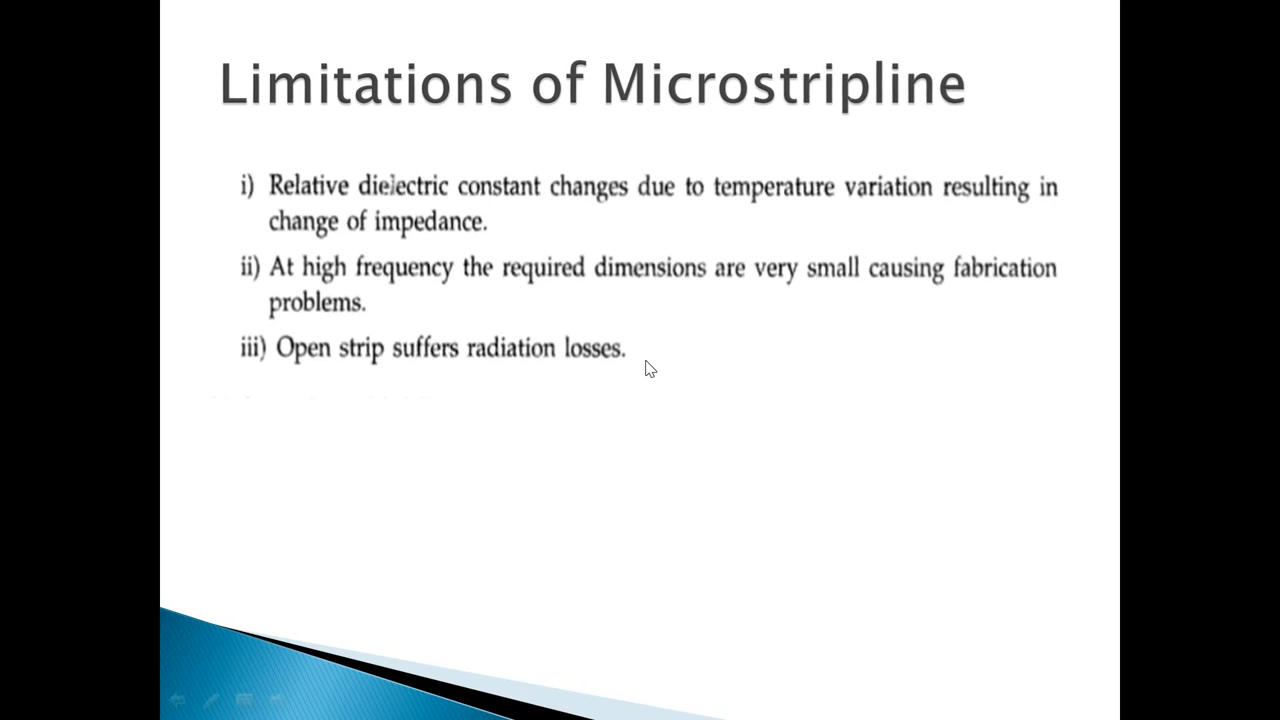 Limitations of Microstripline
i) Relative dielectric constant changes due to temperature variation resulting in
change of impedance.
ii) At high frequency the required dimensions are very small causing fabrication
problems.
iii) Open strip suffers radiation losses.